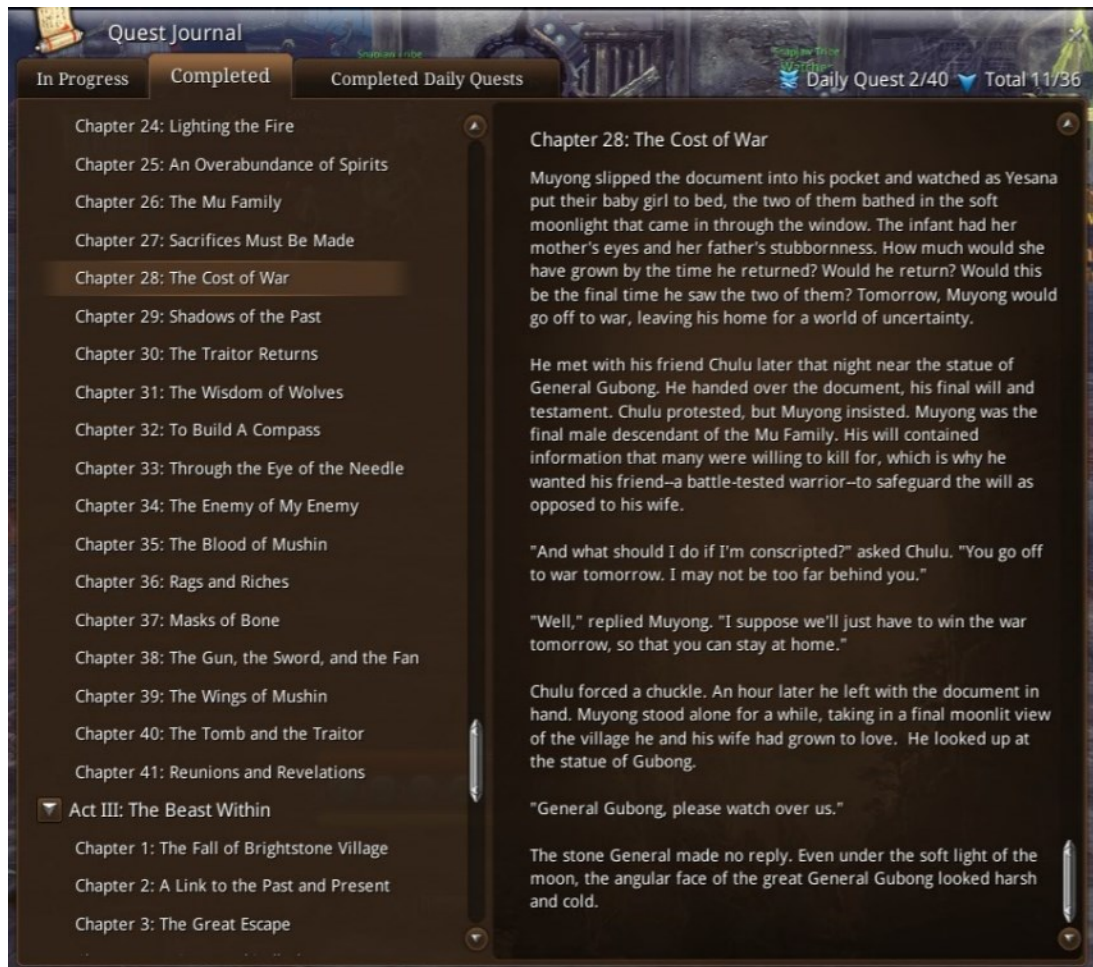 Quest Journal
Snapjaw Tribe
Watcher
In Progress
Completed
Completed Daily Quests
Daily Quest 2/40
Total 11/36
Chapter 24: Lighting the Fire
Chapter 25: An Overabundance of Spirits
Chapter 26: The Mu Family
Chapter 27: Sacrifices Must Be Made
Chapter 28: The Cost of War
Chapter 29: Shadows of the Past
Chapter 30: The Traitor Returns
Chapter 31: The Wisdom of Wolves
Chapter 32: To Build A Compass
Chapter 33: Through the Eye of the Needle
Chapter 34: The Enemy of My Enemy
Chapter 35: The Blood of Mushin
Chapter 36: Rags and Riches
Chapter 37: Masks of Bone
Chapter 38: The Gun, the Sword, and the Fan
Chapter 39: The Wings of Mushin
Chapter 40: The Tomb and the Traitor
Chapter 41: Reunions and Revelations
Act III: The Beast Within
Chapter 1: The Fall of Brightstone Village
Chapter 2: A Link to the Past and Present
Chapter 3: The Great Escape
Chapter 28: The Cost of War
Muyong slipped the document into his pocket and watched as Yesana
put their baby girl to bed, the two of them bathed in the soft
moonlight that came in through the window. The infant had her
mother's eyes and her father's stubbornness. How much would she
have grown by the time he returned? Would he return? Would this
be the final time he saw the two of them? Tomorrow, Muyong would
go off to war, leaving his home for a world of uncertainty.
He met with his friend Chulu later that night near the statue of
General Gubong. He handed over the document, his final will and
testament. Chulu protested, but Muyong insisted. Muyong was the
final male descendant of the Mu Family. His will contained
information that many were willing to kill for, which is why he
wanted his friend--a battle-tested warrior--to safeguard the will as
opposed to his wife.
"And what should I do if I'm conscripted?" asked Chulu. "You go off
to war tomorrow. I may not be too far behind you."
"Well," replied Muyong. "I suppose we'll just have to win the war
tomorrow, so that you can stay at home."
Chulu forced a chuckle. An hour later he left with the document in
hand. Muyong stood alone for a while, taking in a final moonlit view
of the village he and his wife had grown to love.  He looked up at
the statue of Gubong.
"General Gubong, please watch over us."
The stone General made no reply. Even under the soft light of the
moon, the angular face of the great General Gubong looked harsh
and cold.